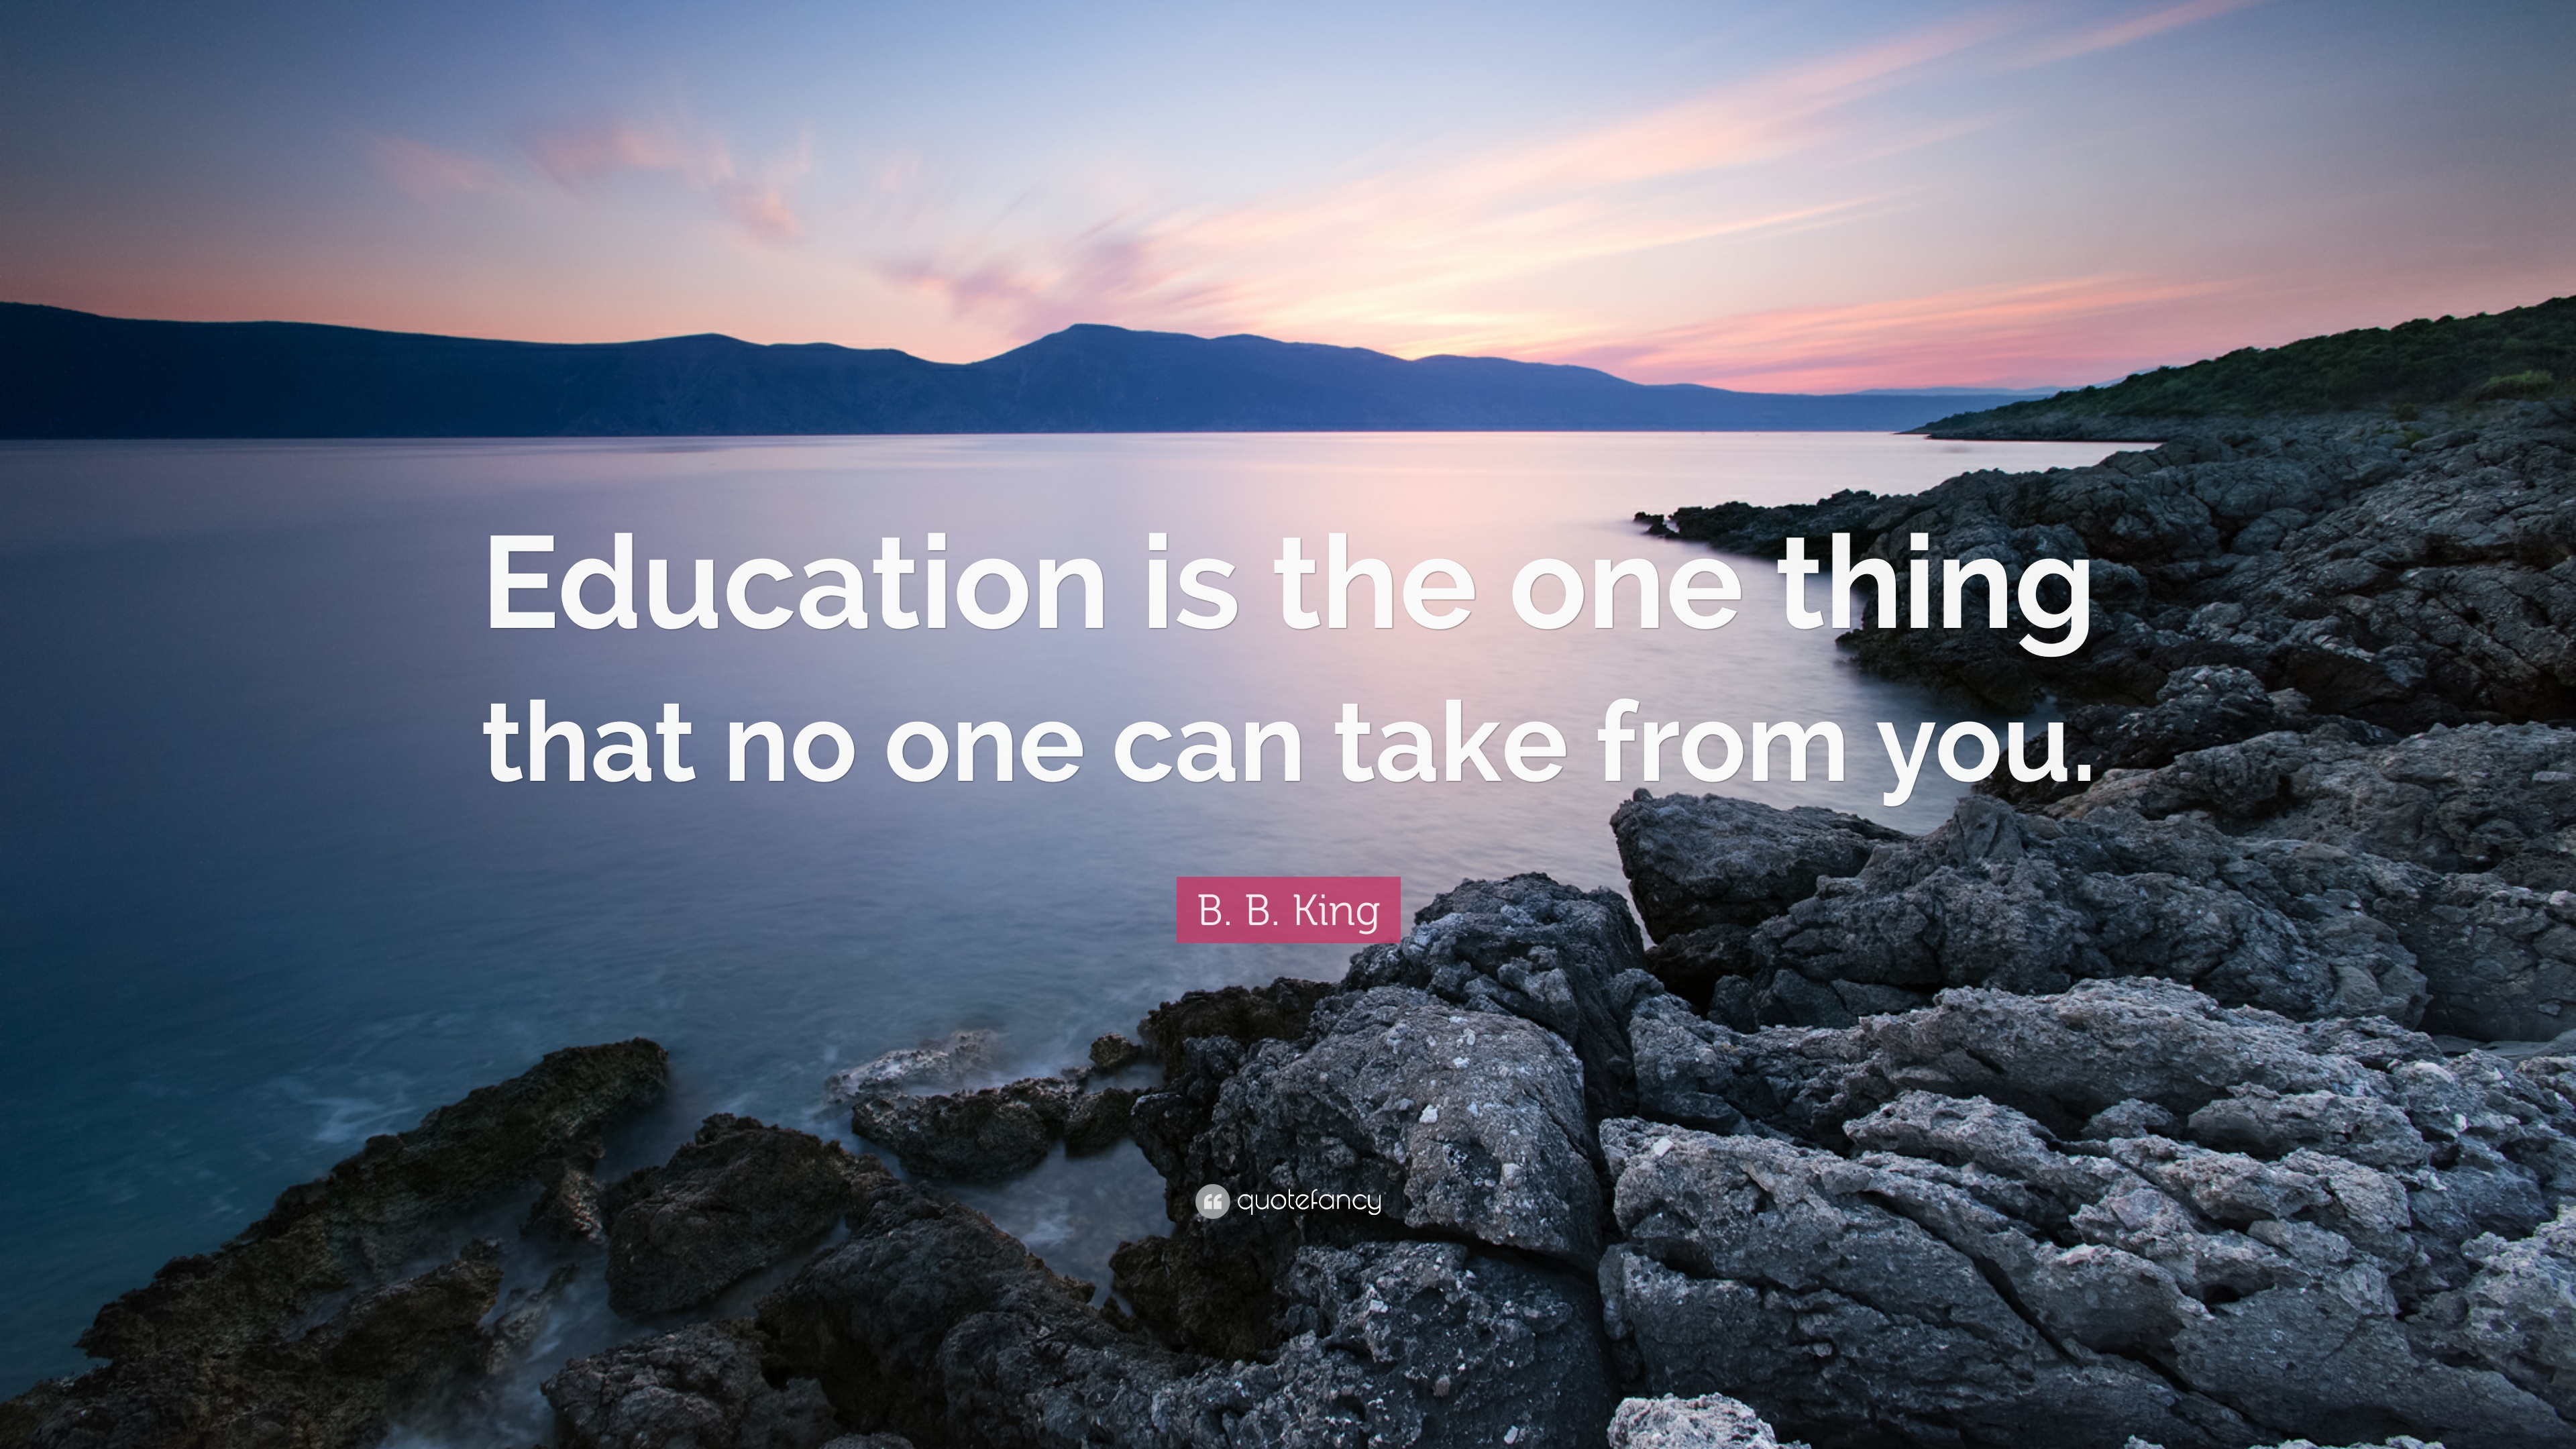 Education is the one thing
that no one can take from you.
B. B. King
quotefancy